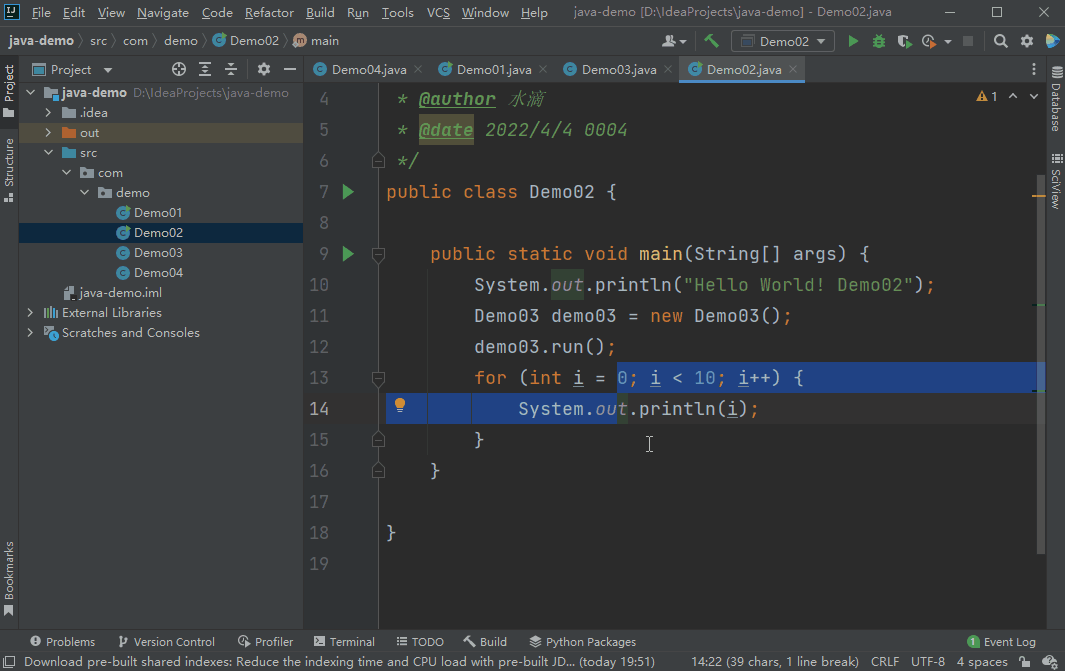 File Edit View Navigate Code Refactor Build Run Tools VCS Window Help java-demo [D:\IdeaProjects\java-demo] - Demo02.java
java-demo src com demo Demo02 main Demo02
Project Demo04.java Demo01.java Demo03.java Demo02.java
java-demo D:\IdeaProjects\java-demo
.idea
out
src
com
demo
Demo01
Demo02
Demo03
Demo04
java-demo.iml
External Libraries
Scratches and Consoles
Project
Structure
Bookmarks
4 * @author 水滴
5 * @date 2022/4/4 0004
6 */
7 public class Demo02 {
8
9 public static void main(String[] args) {
10 System.out.println("Hello World! Demo02");
11 Demo03 demo03 = new Demo03();
12 demo03.run();
13 for (int i = 0; i < 10; i++) {
14 System.out.println(i);
15 }
16 }
17
18 }
19
1
Database
SciView
Problems Version Control Profiler Terminal TODO Build Python Packages 1 Event Log
Download pre-built shared indexes: Reduce the indexing time and CPU load with pre-built JD... (today 19:51) 14:22 (39 chars, 1 line break) CRLF UTF-8 4 spaces